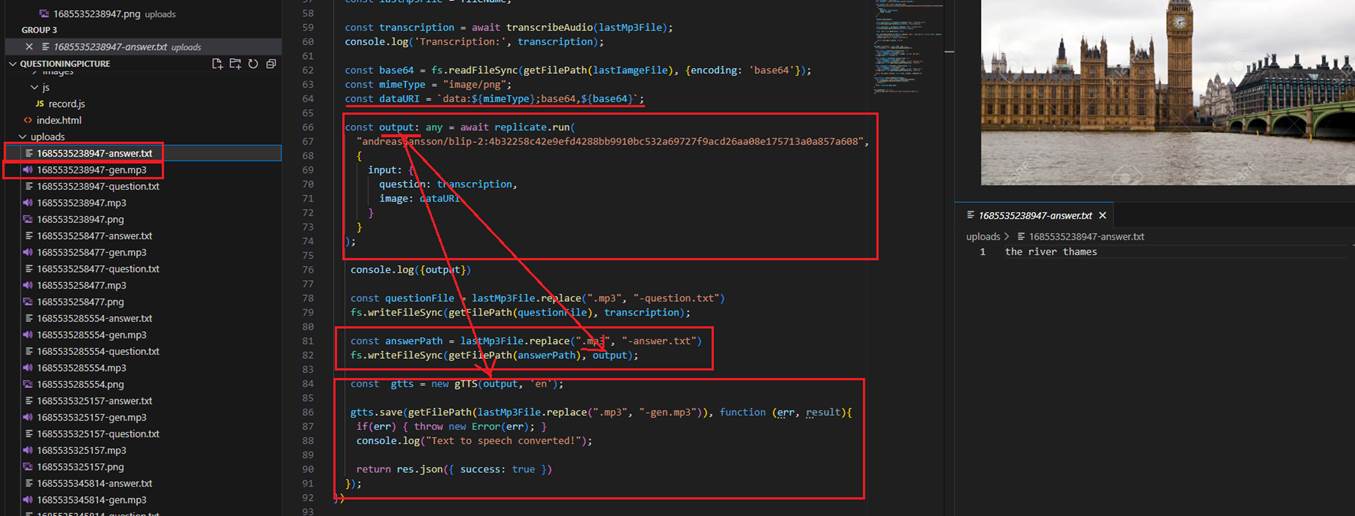 1685535238947.png uploads
GROUP 3
1685535238947-answer.txt uploads
QUESTIONINGPICTURE
images
js
record.js
index.html
uploads
1685535238947-answer.txt
1685535238947-gen.mp3
1685535238947-question.txt
1685535238947.mp3
1685535238947.png
1685535258477-answer.txt
1685535258477-gen.mp3
1685535258477-question.txt
1685535258477.mp3
1685535258477.png
1685535285554-answer.txt
1685535285554-gen.mp3
1685535285554-question.txt
1685535285554.mp3
1685535285554.png
1685535325157-answer.txt
1685535325157-gen.mp3
1685535325157-question.txt
1685535325157.mp3
1685535325157.png
1685535345814-answer.txt
1685535345814-gen.mp3
1685535345814-question.txt
58
59 const transcription = await transcribeAudio(lastMp3File);
60 console.log('Transcription:', transcription);
61
62 const base64 = fs.readFileSync(getFilePath(lastIamgeFile), {encoding: 'base64'});
63 const mimeType = "image/png";
64 const dataURI = `data:${mimeType};base64,${base64}`;
65
66 const output: any = await replicate.run(
67 "andreasjansson/blip-2:4b32258c42e9efd4288bb9910bc532a69727f9acd26aa08e175713a0a857a608",
68 {
69 input: {
70 question: transcription,
71 image: dataURI
72 }
73 }
74 );
75
76 console.log({output})
77
78 const questionFile = lastMp3File.replace(".mp3", "-question.txt")
79 fs.writeFileSync(getFilePath(questionFile), transcription);
80
81 const answerPath = lastMp3File.replace(".mp3", "-answer.txt")
82 fs.writeFileSync(getFilePath(answerPath), output);
83
84 const gtts = new gTTS(output, 'en');
85
86 gtts.save(getFilePath(lastMp3File.replace(".mp3", "-gen.mp3")), function (err, result){
87 if(err) { throw new Error(err); }
88 console.log("Text to speech converted!");
89
90 return res.json({ success: true })
91 });
92 })
93
1685535238947-answer.txt
uploads > 1685535238947-answer.txt
1 the river thames